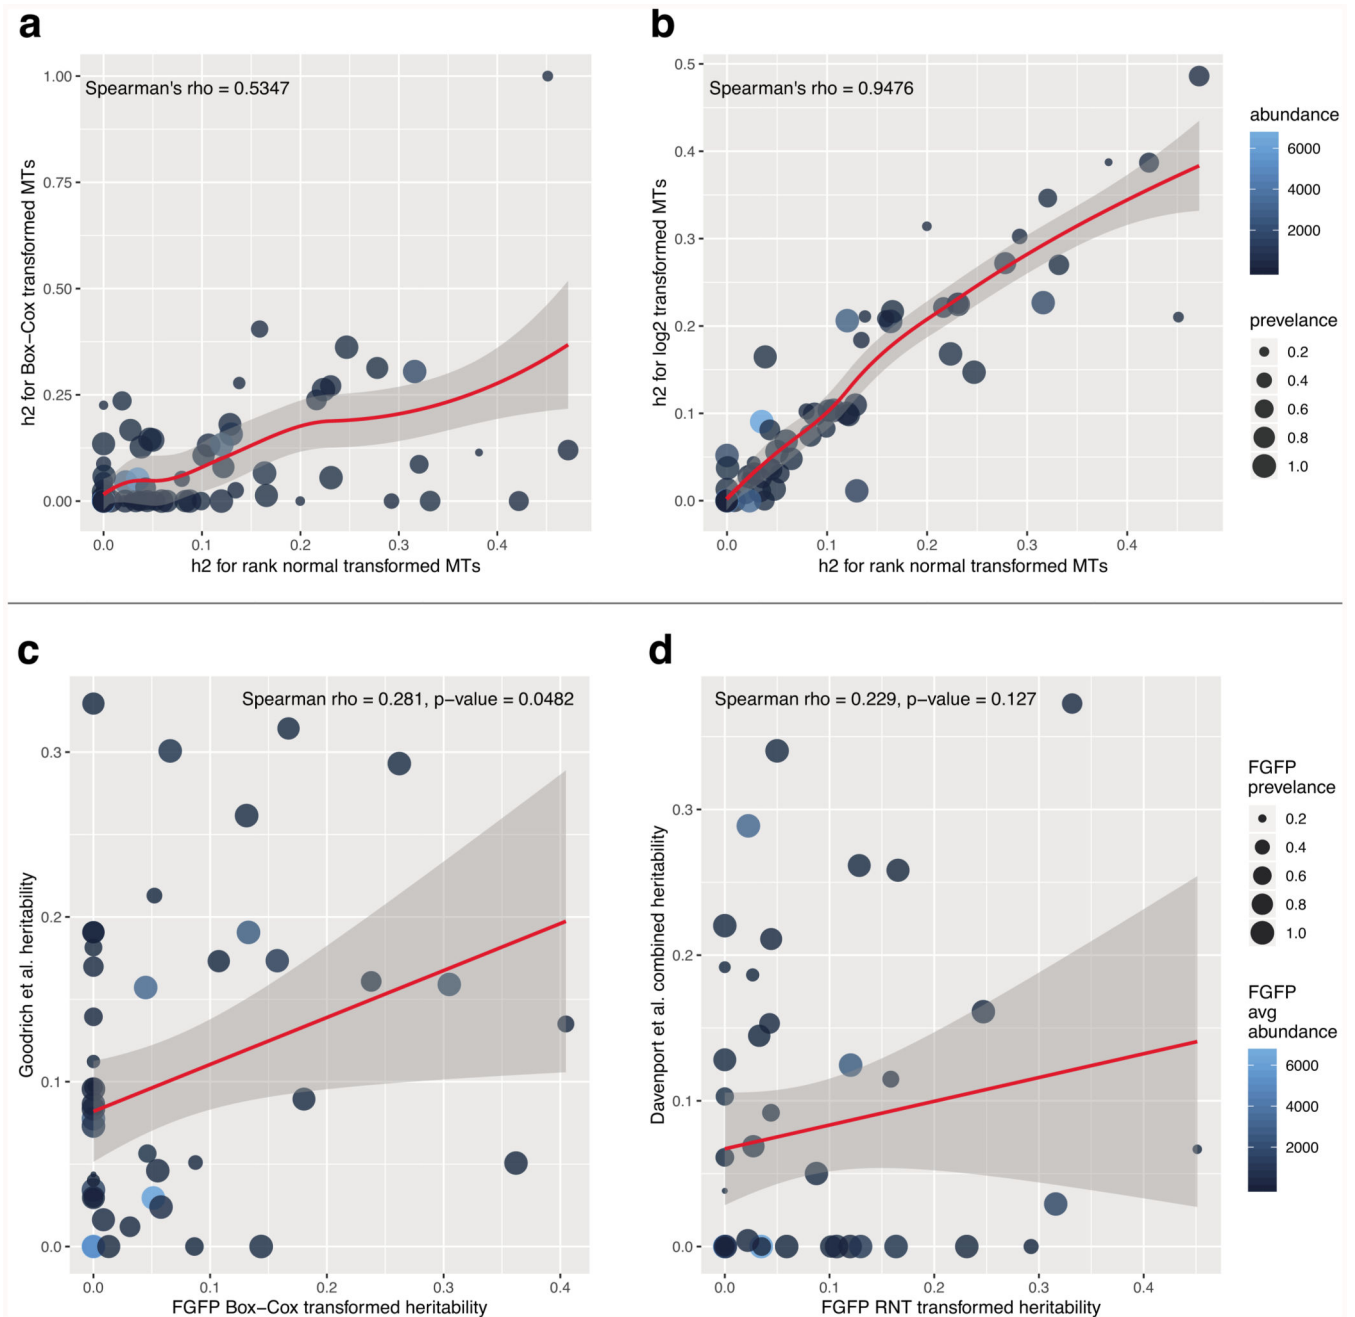 a
Spearman's rho = 0.5347
1.00
0.75
0.50
0.25
0.00
h2 for Box−Cox transformed MTs
0.0 0.1 0.2 0.3 0.4
h2 for rank normal transformed MTs
b
Spearman's rho = 0.9476
0.5
0.4
0.3
0.2
0.1
0.0
h2 for log2 transformed MTs
0.0 0.1 0.2 0.3 0.4
h2 for rank normal transformed MTs
abundance
6000
4000
2000
prevelance
0.2
0.4
0.6
0.8
1.0
c
Spearman rho = 0.281, p−value = 0.0482
0.3
0.2
0.1
0.0
Goodrich et al. heritability
0.0 0.1 0.2 0.3 0.4
FGFP Box−Cox transformed heritability
d
Spearman rho = 0.229, p−value = 0.127
0.3
0.2
0.1
0.0
Davenport et al. combined heritability
0.0 0.1 0.2 0.3 0.4
FGFP RNT transformed heritability
FGFP
prevelance
0.2
0.4
0.6
0.8
1.0
FGFP
avg
abundance
6000
4000
2000